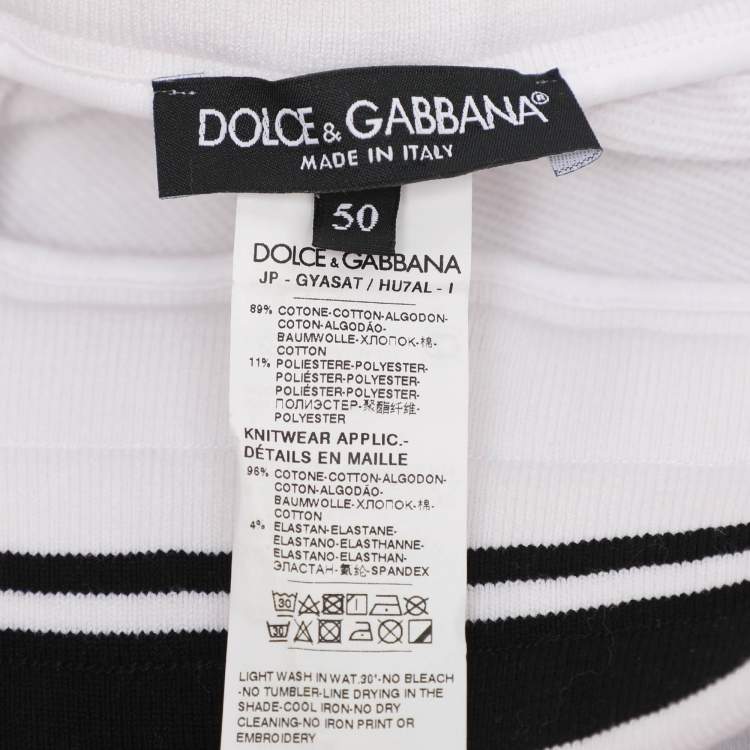 DOLCE & GABBANA®
MADE IN ITALY
50
DOLCE & GABBANA
JP - GYASAT / HU7AL - I
89% COTONE-COTTON-ALGODON-
COTON-ALGODÃO-
BAUMWOLLE-ХЛОПОК-棉-
COTTON
11% POLIESTERE-POLYESTER-
POLIÉSTER-POLYESTER-
POLIÉSTER-POLYESTER-
ПОЛИЭСТЕР-聚酯纤维-
POLYESTER
KNITWEAR APPLIC.-
DÉTAILS EN MAILLE
96% COTONE-COTTON-ALGODON-
COTON-ALGODÃO-
BAUMWOLLE-ХЛОПОК-棉-
COTTON
4% ELASTAN-ELASTANE-
ELASTANO-ELASTHANNE-
ELASTANO-ELASTHAN-
ЭЛАСТАН-氨纶-SPANDEX
30
30
LIGHT WASH IN WAT.30°-NO BLEACH
-NO TUMBLER-LINE DRYING IN THE
SHADE-COOL IRON-NO DRY
CLEANING-NO IRON PRINT OR
EMBROIDERY